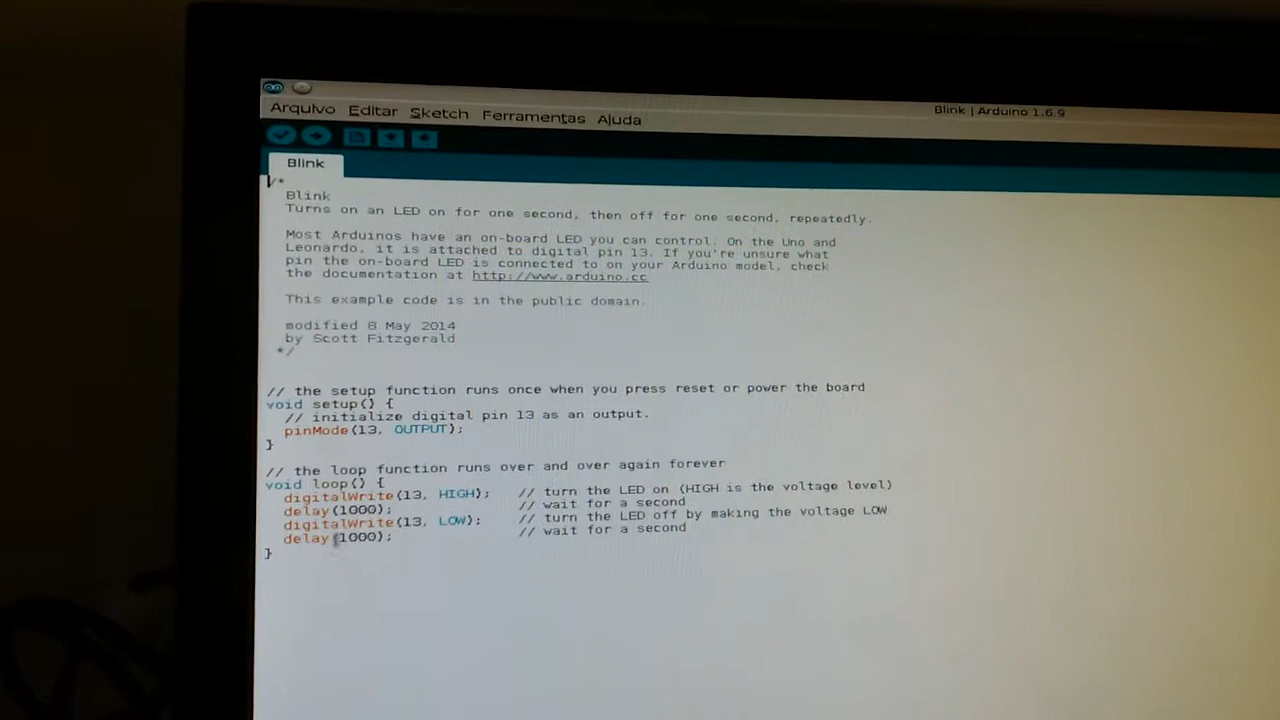 Blink | Arduino 1.6.9
Arquivo Editar Sketch Ferramentas Ajuda
Blink
/*
Blink
Turns on an LED on for one second, then off for one second, repeatedly.
Most Arduinos have an on-board LED you can control. On the Uno and
Leonardo, it is attached to digital pin 13. If you're unsure what
pin the on-board LED is connected to on your Arduino model, check
the documentation at http://www.arduino.cc
This example code is in the public domain.
modified 8 May 2014
by Scott Fitzgerald
*/
// the setup function runs once when you press reset or power the board
void setup() {
// initialize digital pin 13 as an output.
pinMode(13, OUTPUT);
}
// the loop function runs over and over again forever
void loop() {
digitalWrite(13, HIGH); // turn the LED on (HIGH is the voltage level)
delay(1000); // wait for a second
digitalWrite(13, LOW); // turn the LED off by making the voltage LOW
delay(1000); // wait for a second
}